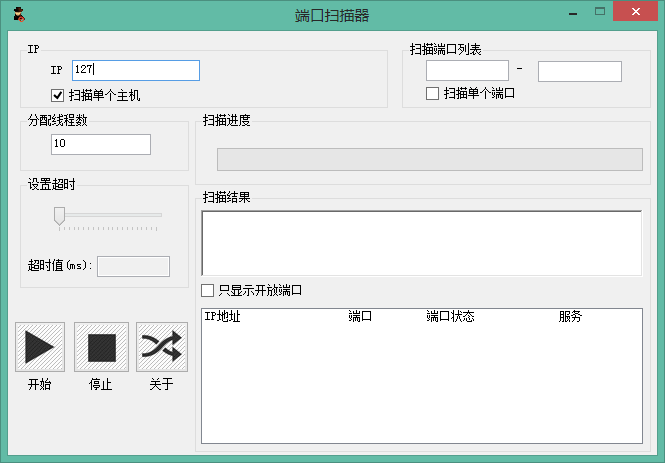 端口扫描器
IP
IP 127
扫描单个主机
扫描端口列表
-
扫描单个端口
分配线程数
10
扫描进度
设置超时
超时值(ms):
扫描结果
只显示开放端口
IP地址 端口 端口状态 服务
开始 停止 关于